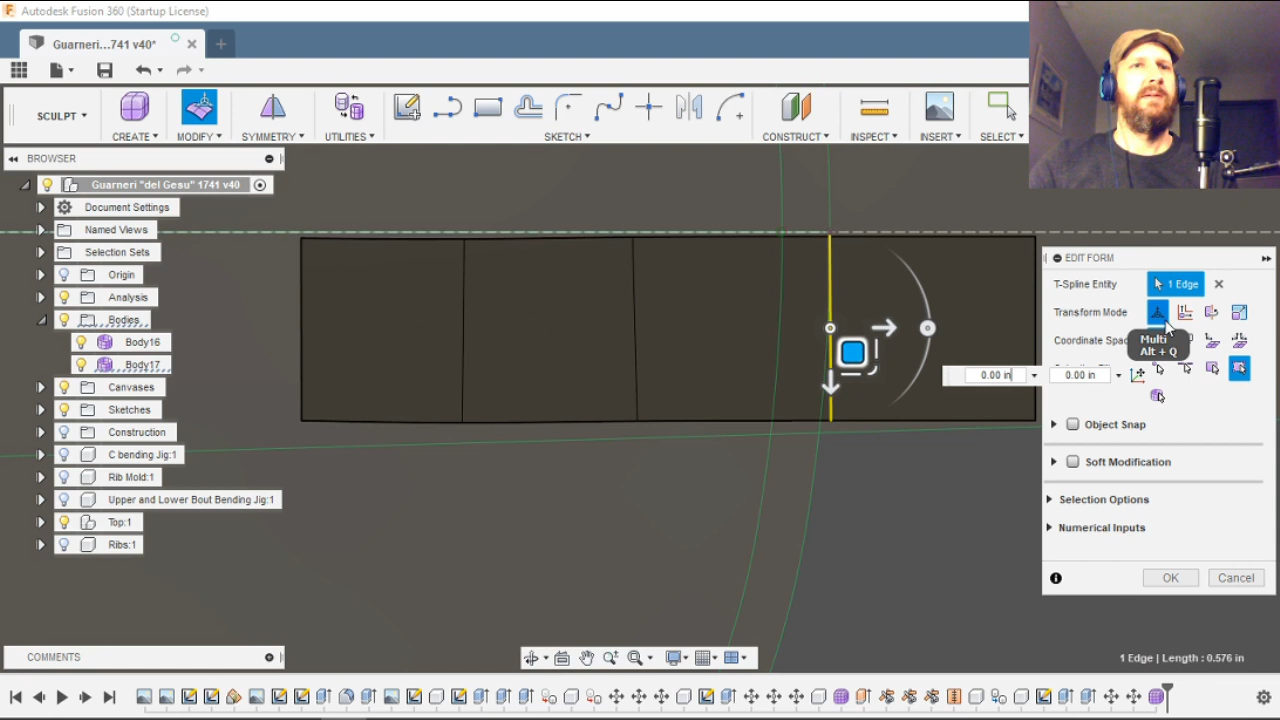 Autodesk Fusion 360 (Startup License)
Guarneri...741 v40*
SCULPT
CREATE
MODIFY
SYMMETRY
UTILITIES
SKETCH
CONSTRUCT
INSPECT
INSERT
SELECT
BROWSER
Guarneri "del Gesu" 1741 v40
Document Settings
Named Views
Selection Sets
Origin
Analysis
Bodies
Body16
Body17
Canvases
Sketches
Construction
C bending Jig:1
Rib Mold:1
Upper and Lower Bout Bending Jig:1
Top:1
Ribs:1
EDIT FORM
T-Spline Entity
1 Edge
Transform Mode
Coordinate Spac
Multi
Alt + Q
0.00 in
0.00 in
Object Snap
Soft Modification
Selection Options
Numerical Inputs
OK
Cancel
COMMENTS
1 Edge | Length : 0.576 in